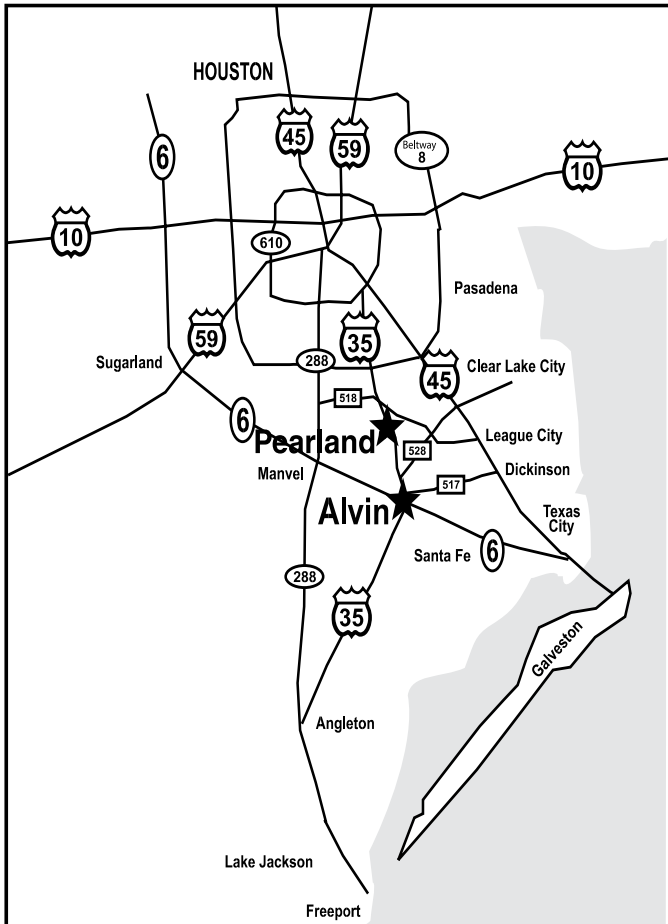 HOUSTON
45
59
Beltway
8
6
10
10
610
Pasadena
59
35
288
Sugarland
Clear Lake City
45
518
6
Pearland
League City
528
Manvel
Dickinson
517
Alvin
Texas
City
Santa Fe
6
288
35
Galveston
Angleton
Lake Jackson
Freeport